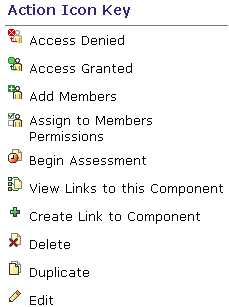 Action Icon Key
Access Denied
Access Granted
Add Members
Assign to Members
Permissions
Begin Assessment
View Links to this Component
Create Link to Component
Delete
Duplicate
Edit